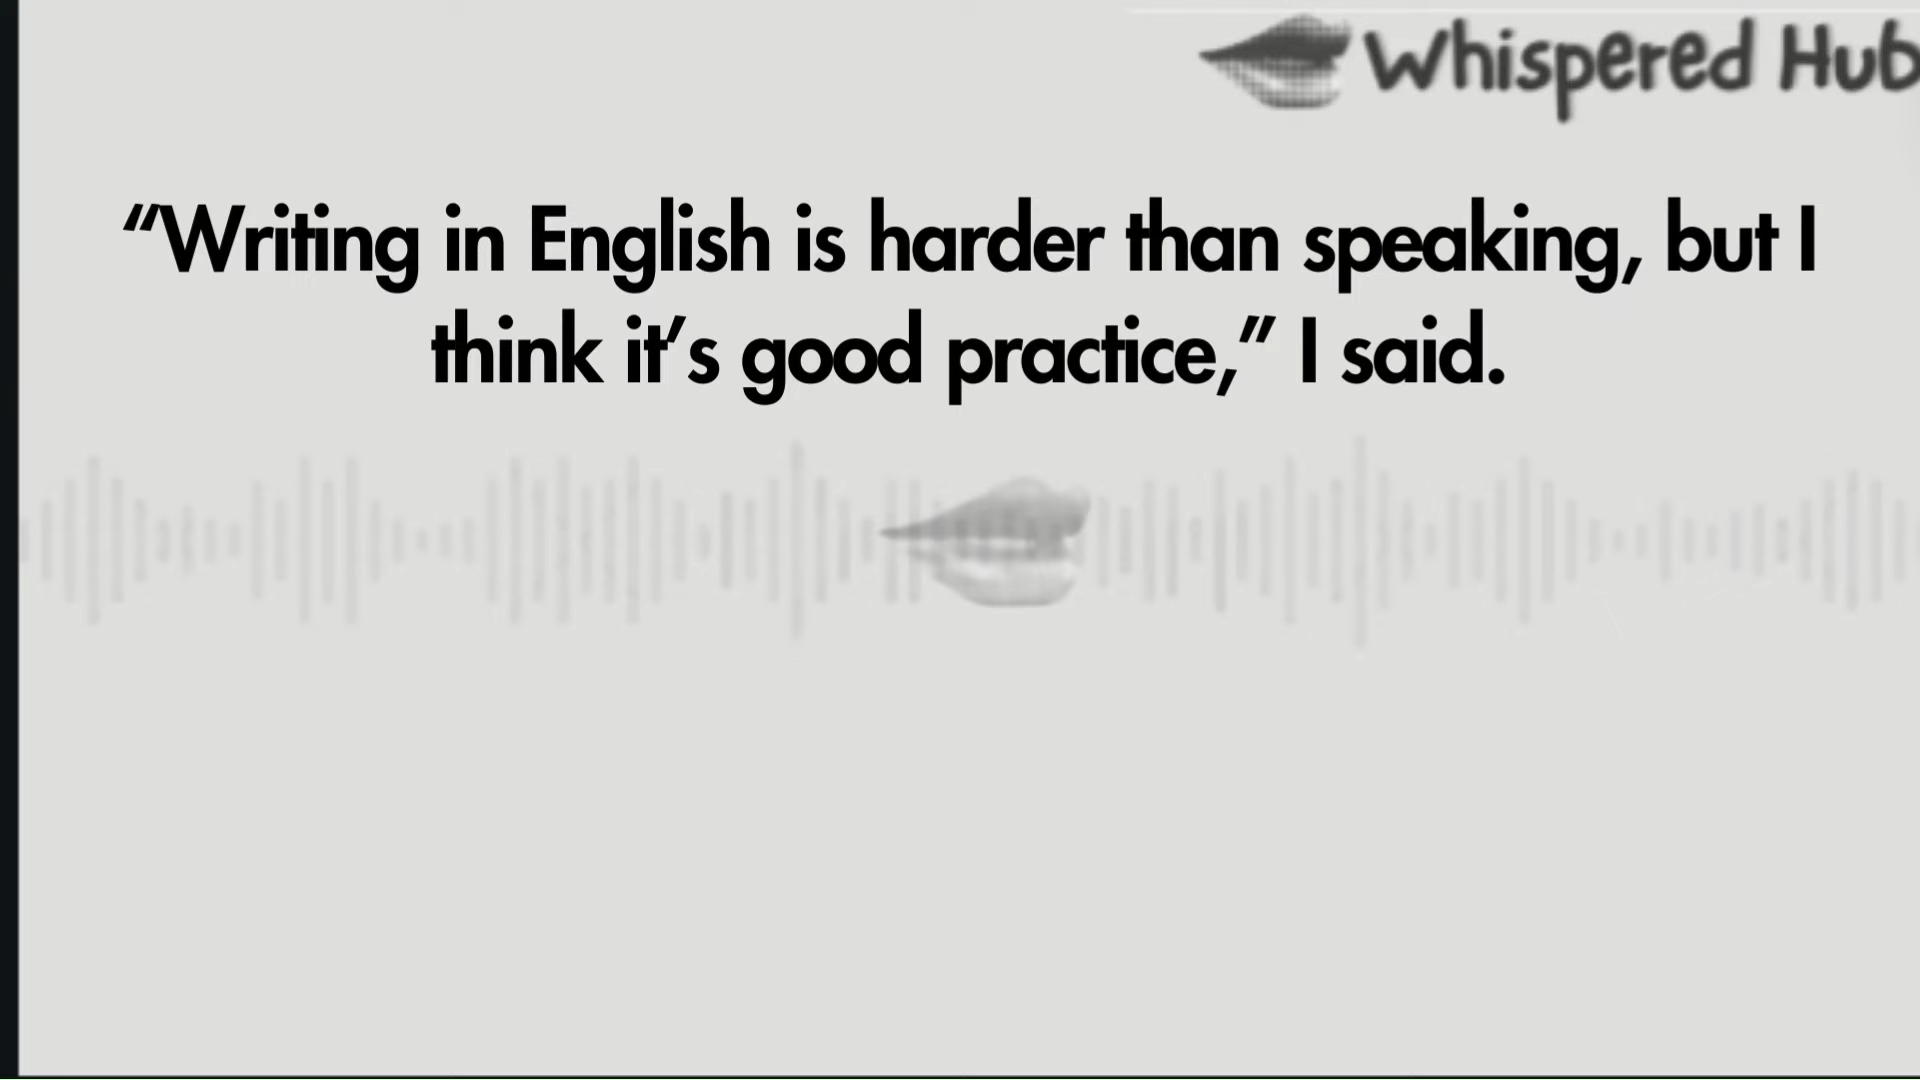 Whispered Hub
“Writing in English is harder than speaking, but I
think it’s good practice,” I said.